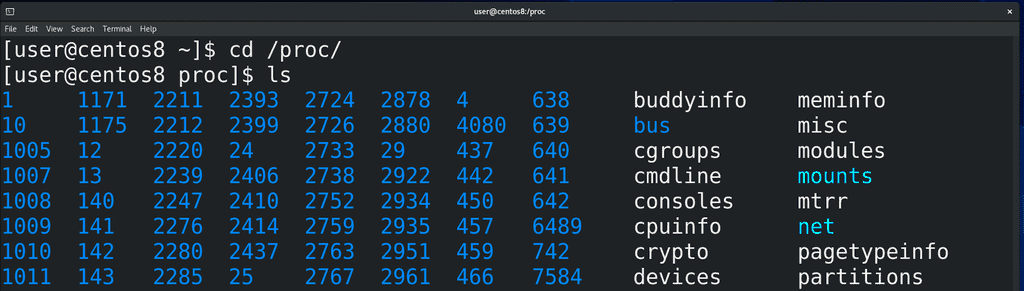 user@centos8:/proc
File Edit View Search Terminal Help
[user@centos8 ~]$ cd /proc/
[user@centos8 proc]$ ls
1 1171 2211 2393 2724 2878 4 638 buddyinfo meminfo
10 1175 2212 2399 2726 2880 4080 639 bus misc
1005 12 2220 24 2733 29 437 640 cgroups modules
1007 13 2239 2406 2738 2922 442 641 cmdline mounts
1008 140 2247 2410 2752 2934 450 642 consoles mtrr
1009 141 2276 2414 2759 2935 457 6489 cpuinfo net
1010 142 2280 2437 2763 2951 459 742 crypto pagetypeinfo
1011 143 2285 25 2767 2961 466 7584 devices partitions